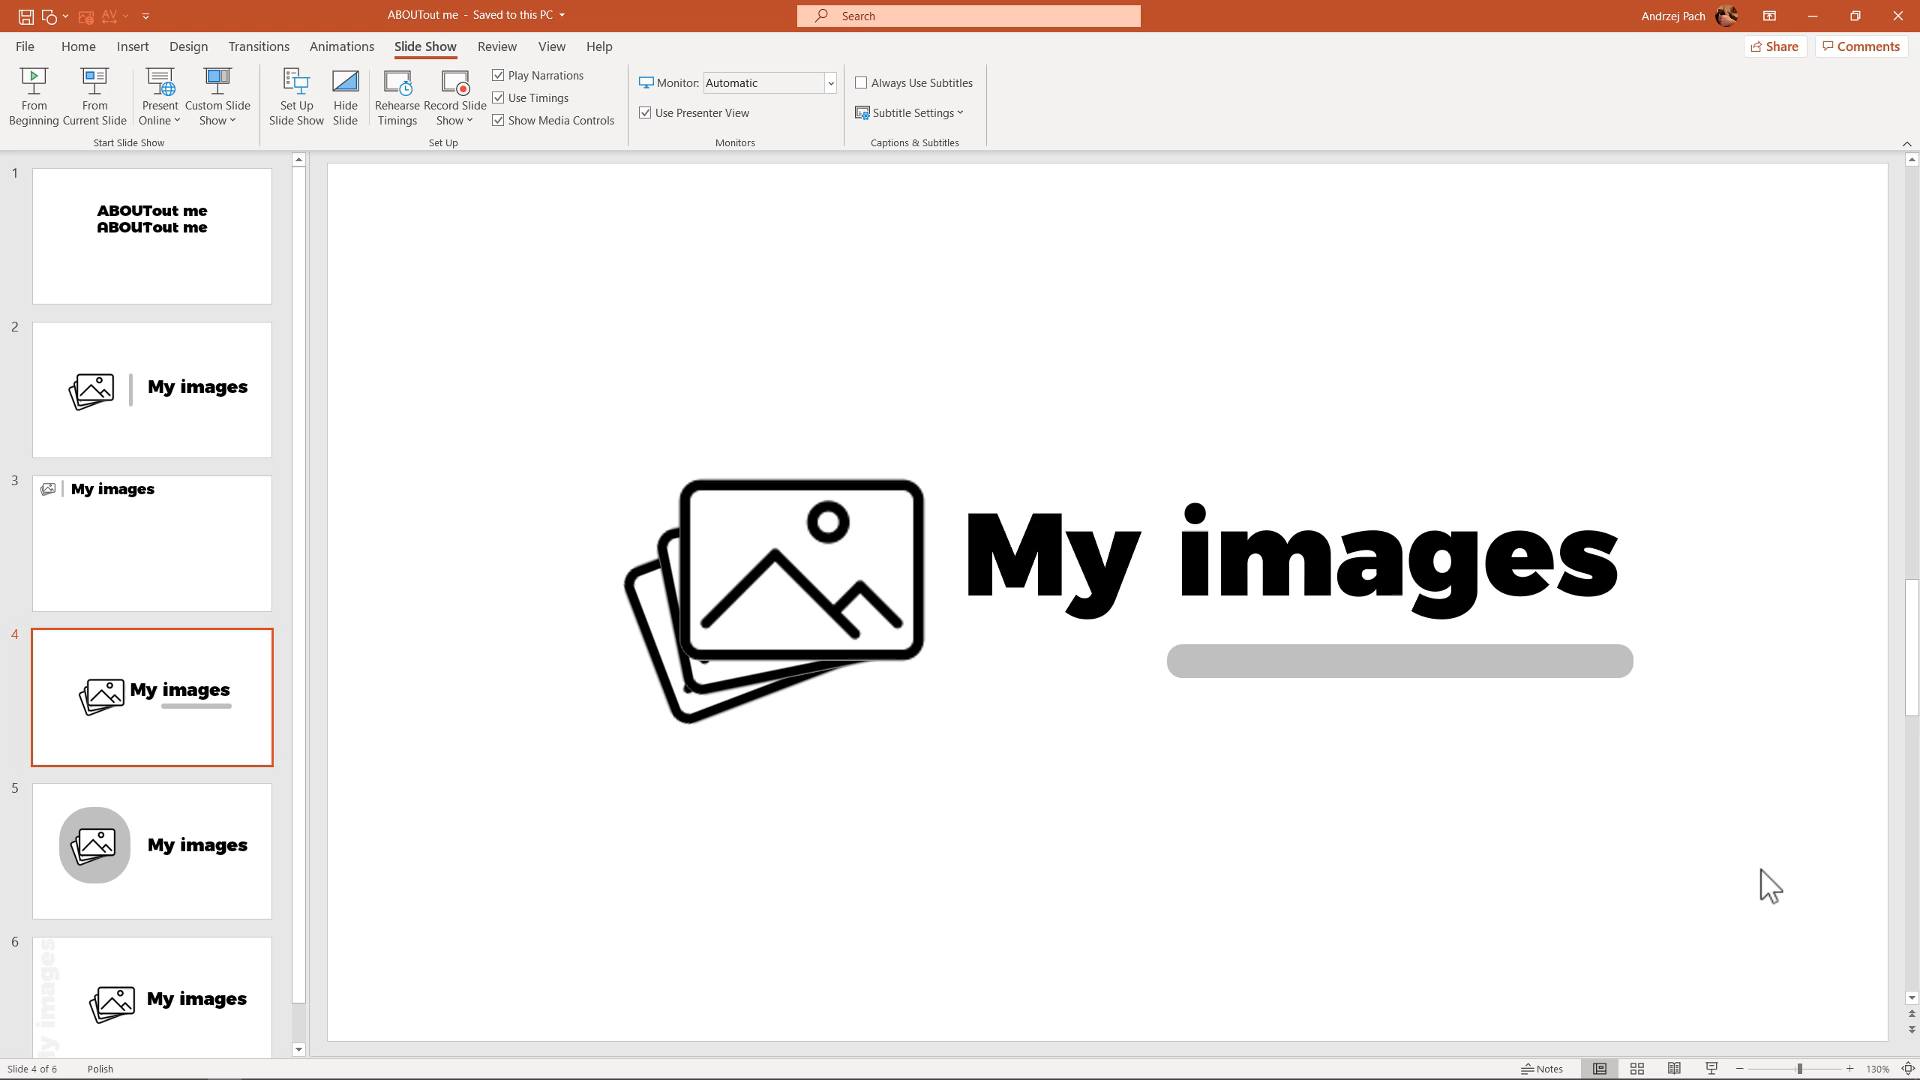 ABOUTout me - Saved to this PC
Search
Andrzej Pach
File Home Insert Design Transitions Animations Slide Show Review View Help
Share Comments
From Beginning
From Current Slide
Present Online
Custom Slide Show
Start Slide Show
Set Up Slide Show
Hide Slide
Rehearse Timings
Record Slide Show
Play Narrations
Use Timings
Show Media Controls
Set Up
Monitor: Automatic
Use Presenter View
Monitors
Always Use Subtitles
Subtitle Settings
Captions & Subtitles
1
ABOUTout me
ABOUTout me
2
My images
3
My images
4
My images
5
My images
6
My images
My images
My images
Slide 4 of 6 Polish
Notes
130%